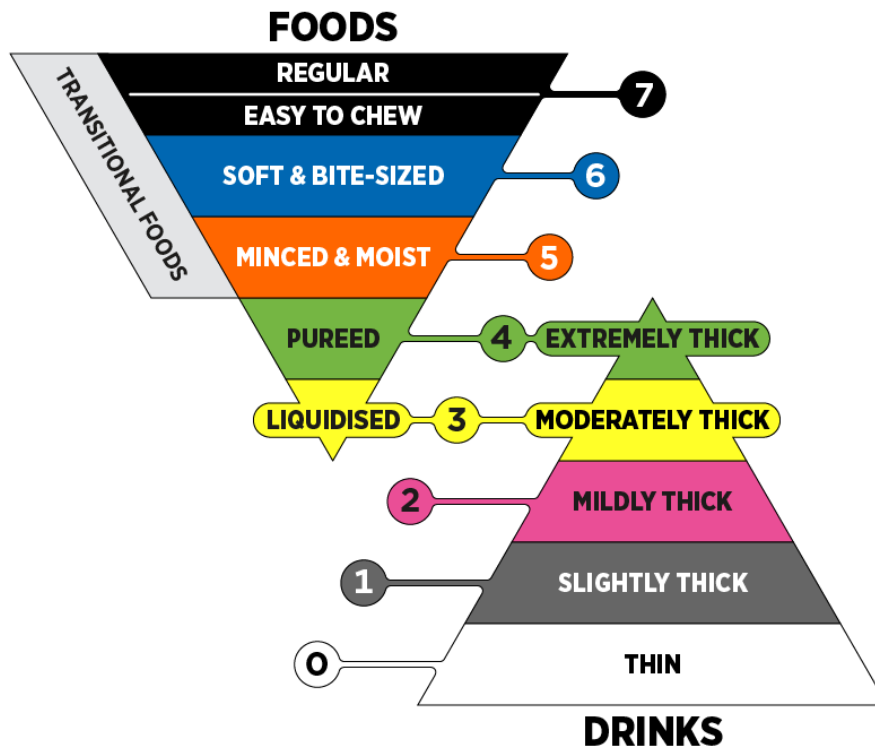 FOODS
REGULAR
7
EASY TO CHEW
TRANSITIONAL FOODS
SOFT & BITE-SIZED
6
MINCED & MOIST
5
PUREED
4
EXTREMELY THICK
LIQUIDISED
3
MODERATELY THICK
2
MILDLY THICK
1
SLIGHTLY THICK
0
THIN
DRINKS